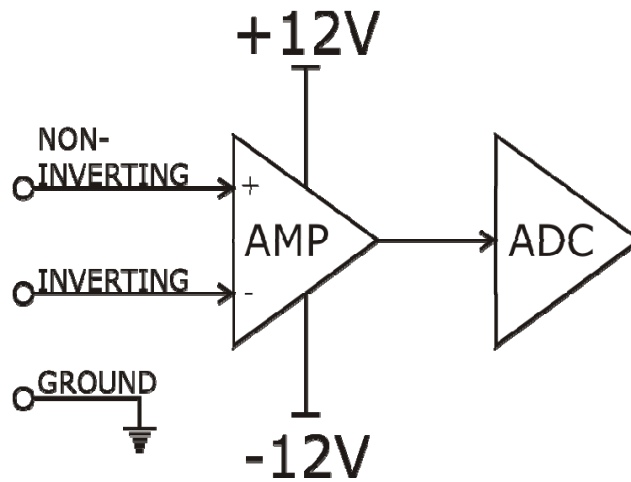 +12V
NON-
INVERTING
+
AMP
ADC
INVERTING
-
GROUND
-12V